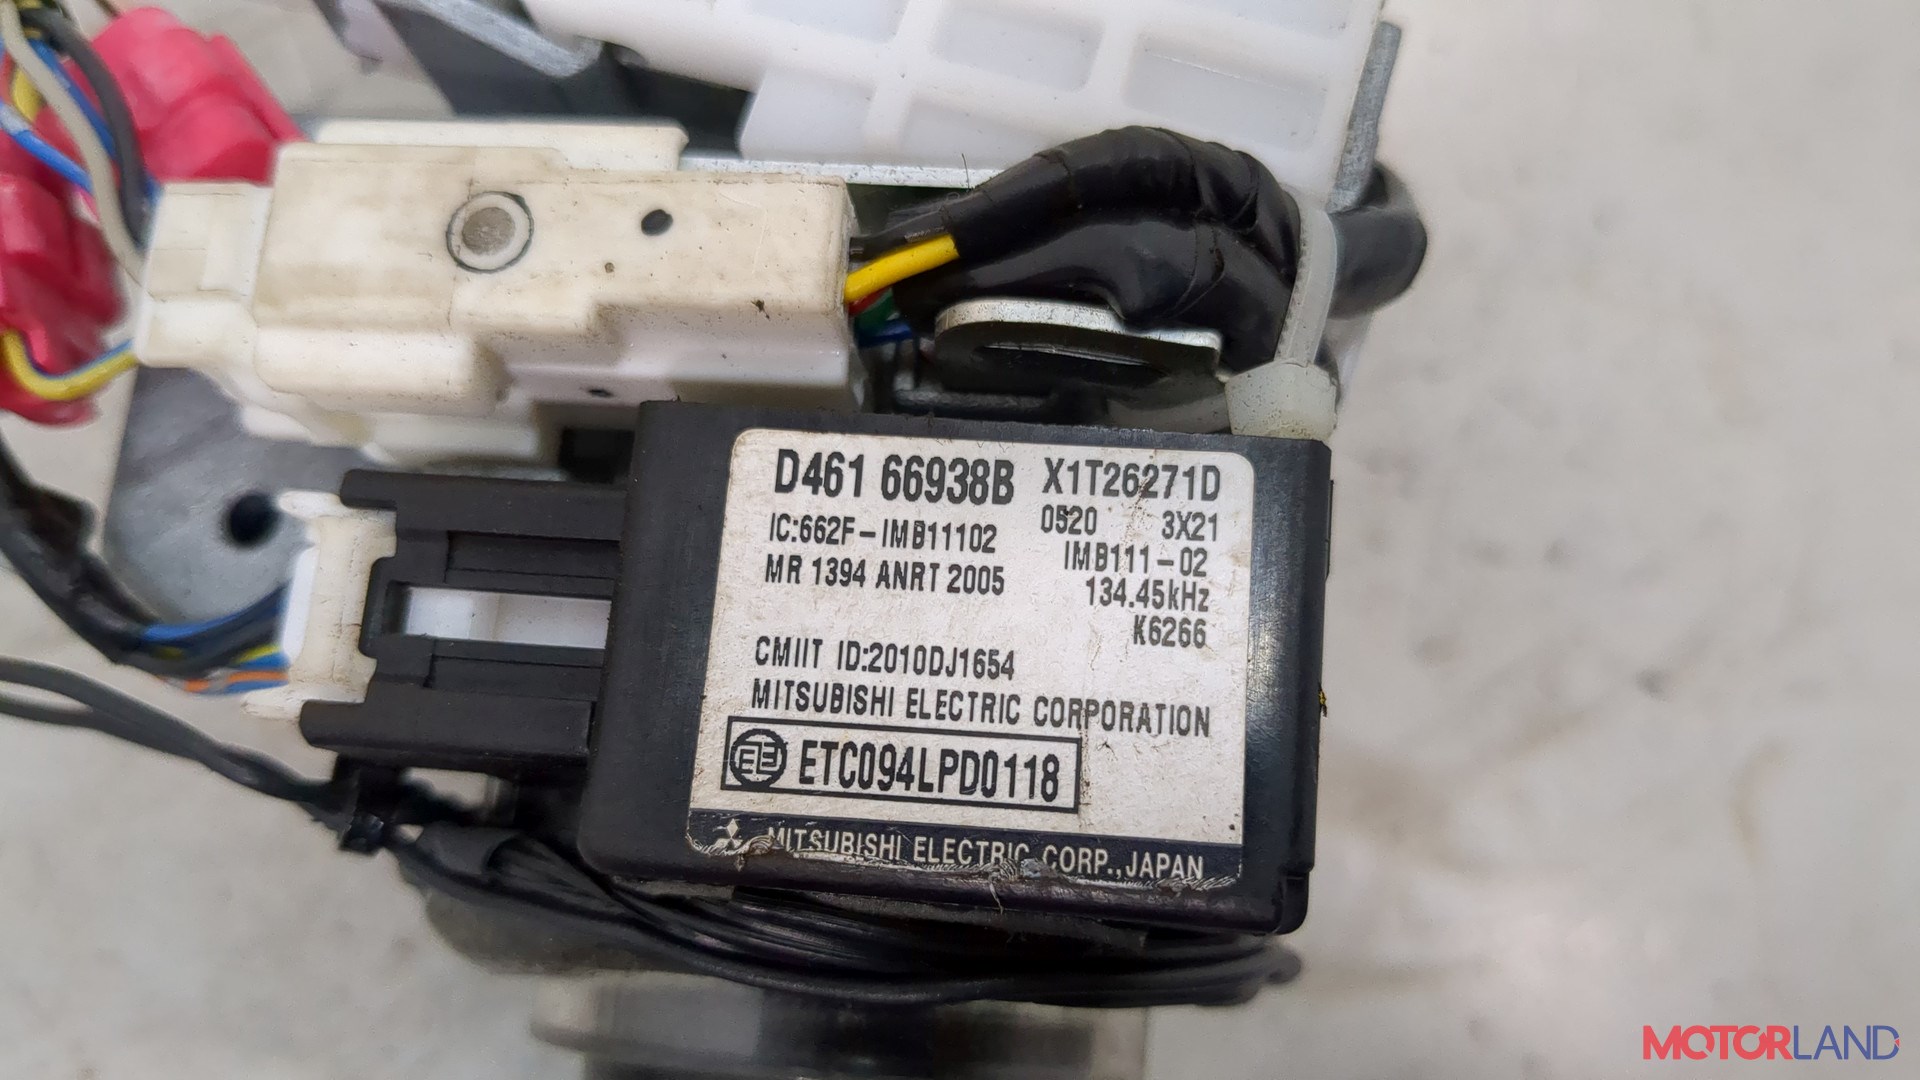 D461 66938B X1T26271D
0520 3X21
IC:662F-IMB11102
IMB111-02
MR 1394 ANRT 2005
134.45kHz
K6266
CMIIT ID:2010DJ1654
MITSUBISHI ELECTRIC CORPORATION
ETC094LPD0118
MITSUBISHI ELECTRIC CORP.,JAPAN
MOTORLAND